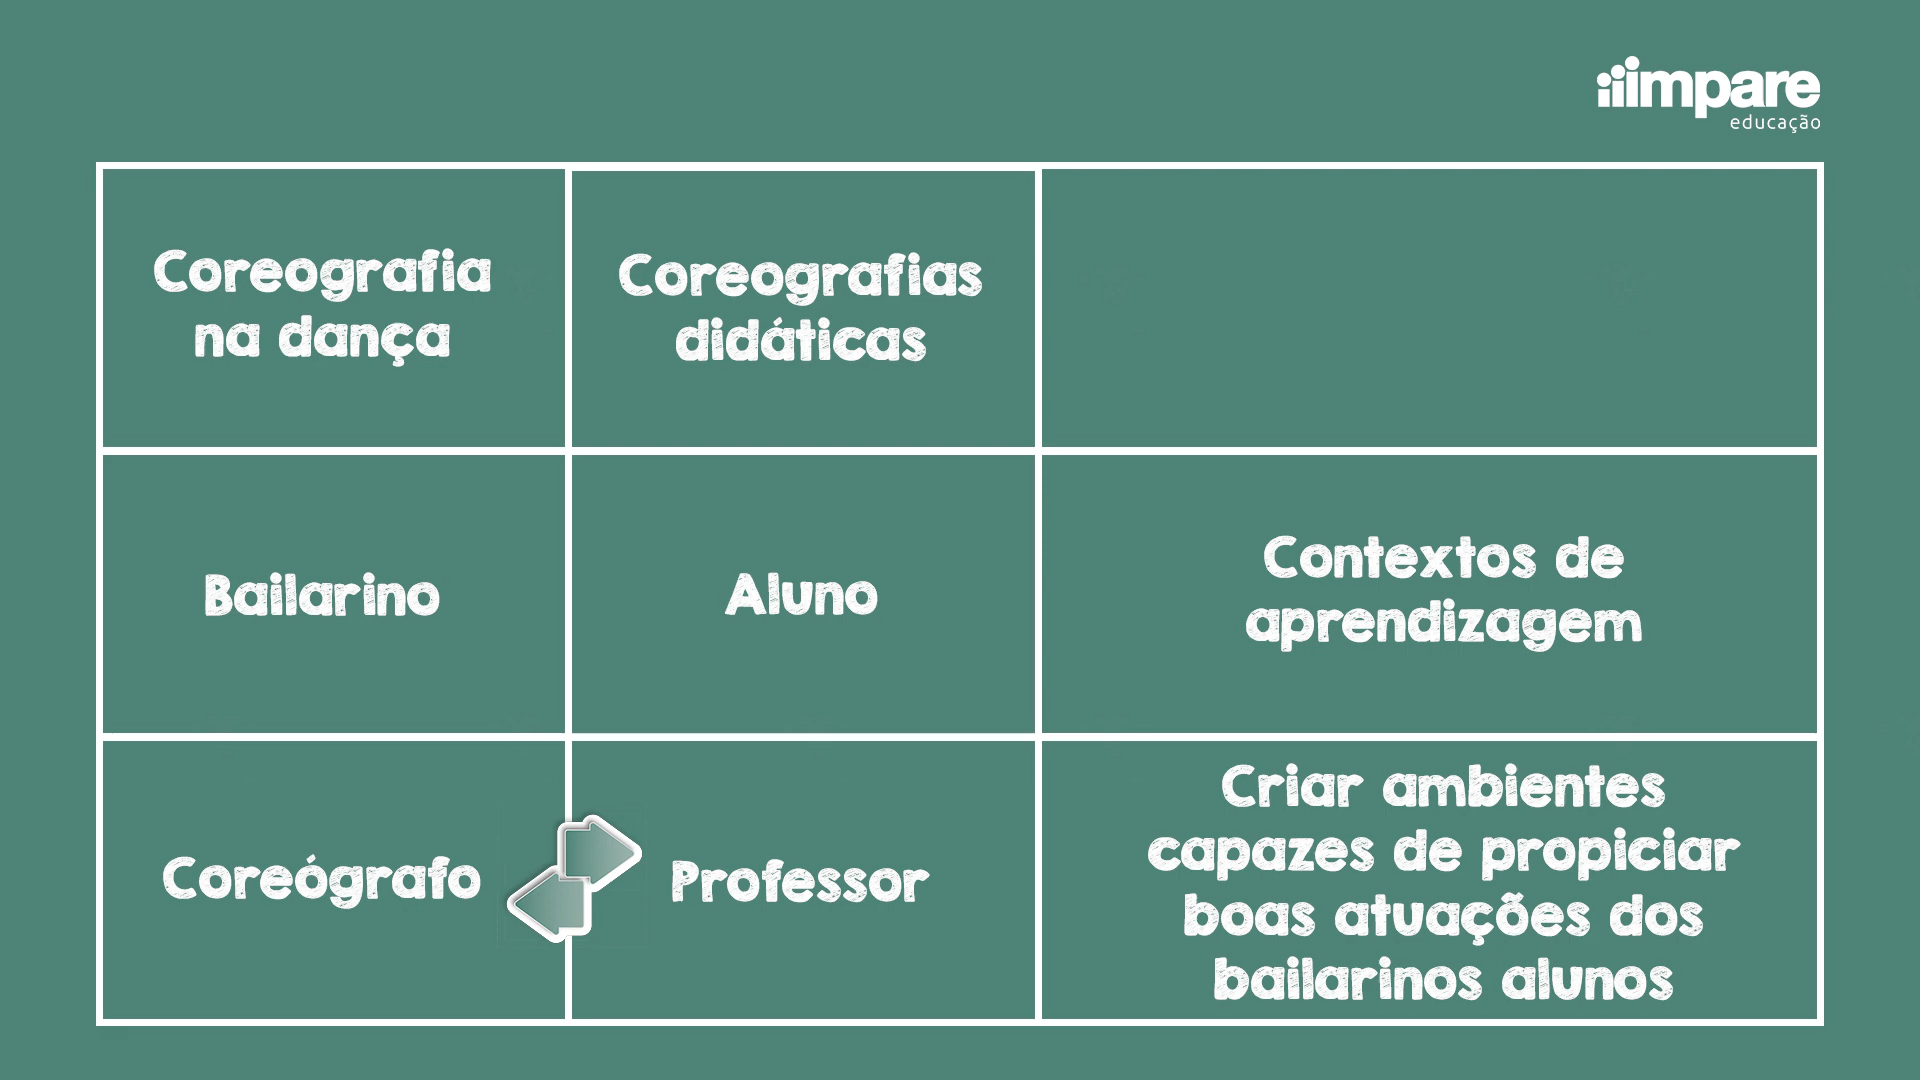 impare
educação
Coreografia
na dança
Coreografias
didáticas
Bailarino
Aluno
Contextos de
aprendizagem
Coreógrafo
Professor
Criar ambientes
capazes de propiciar
boas atuações dos
bailarinos alunos